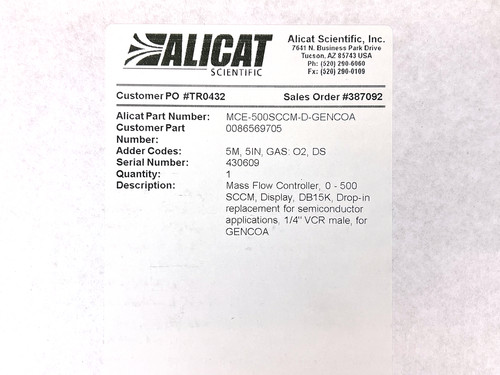 ALICAT
SCIENTIFIC
Alicat Scientific, Inc.
7641 N. Business Park Drive
Tucson, AZ 85743 USA
Ph: (520) 290-6060
Fx: (520) 290-0109
Customer PO #TR0432 Sales Order #387092
Alicat Part Number: MCE-500SCCM-D-GENCOA
Customer Part 0086569705
Number:
Adder Codes: 5M, 5IN, GAS: O2, DS
Serial Number: 430609
Quantity: 1
Description: Mass Flow Controller, 0 - 500
SCCM, Display, DB15K, Drop-in
replacement for semiconductor
applications, 1/4" VCR male, for
GENCOA